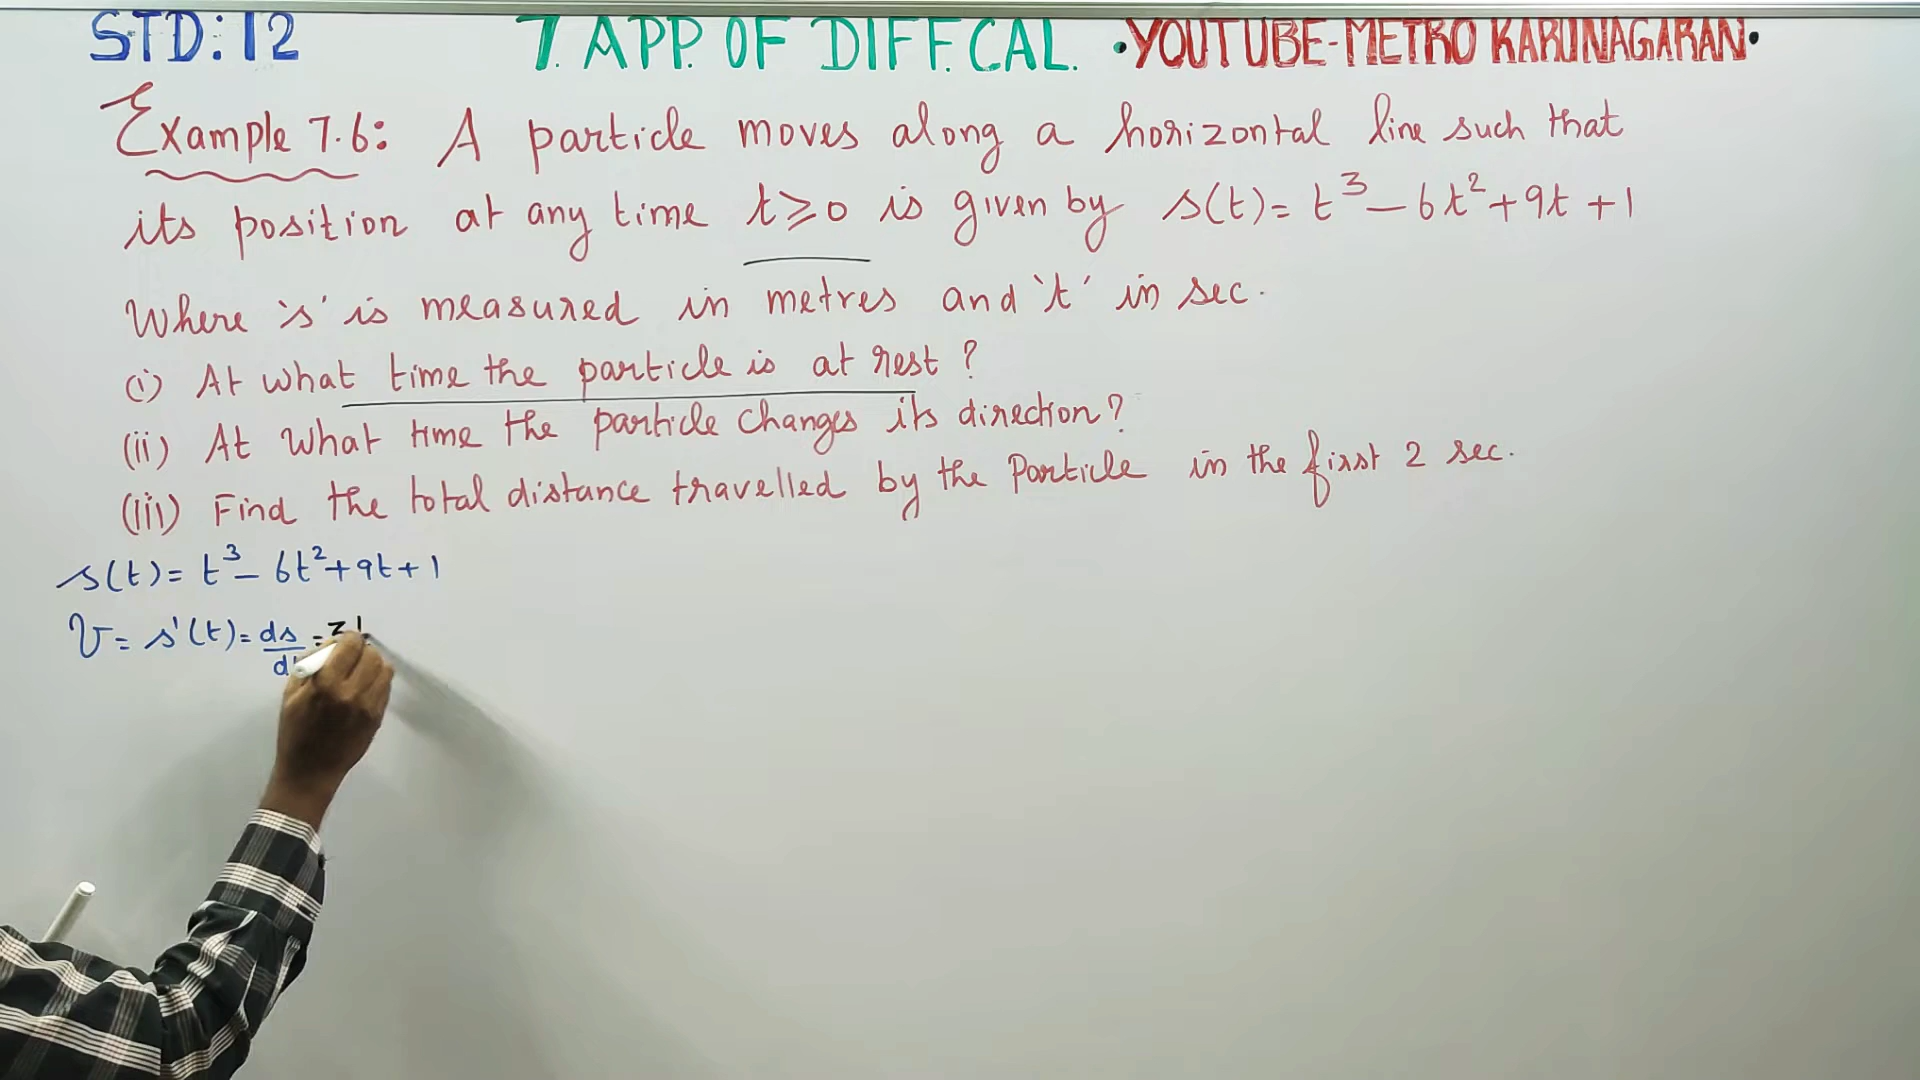 STD: 12 7. APP. OF DIFF. CAL. •YOUTUBE-METRO KARUNAGARAN•
Example 7.6: A particle moves along a horizontal line such that
its position at any time t≥0 is given by s(t)= t³-6t²+9t+1
Where 's' is measured in metres and 't' in sec.
(i) At what time the particle is at rest?
(ii) At what time the particle changes its direction?
(iii) Find the total distance travelled by the Particle in the first 2 sec.
s(t)= t³-6t²+9t+1
V= s'(t)= ds/dt = 3t